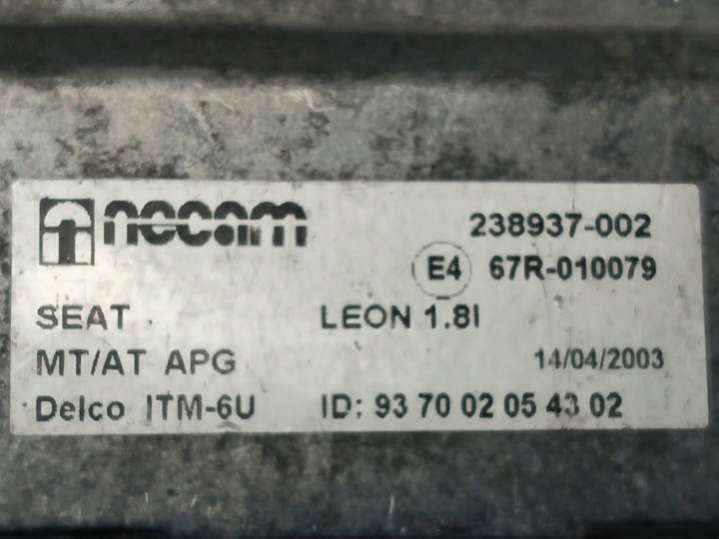 necam 238937-002
E4 67R-010079
SEAT LEON 1.8I
MT/AT APG 14/04/2003
Delco ITM-6U ID: 93 70 02 05 43 02